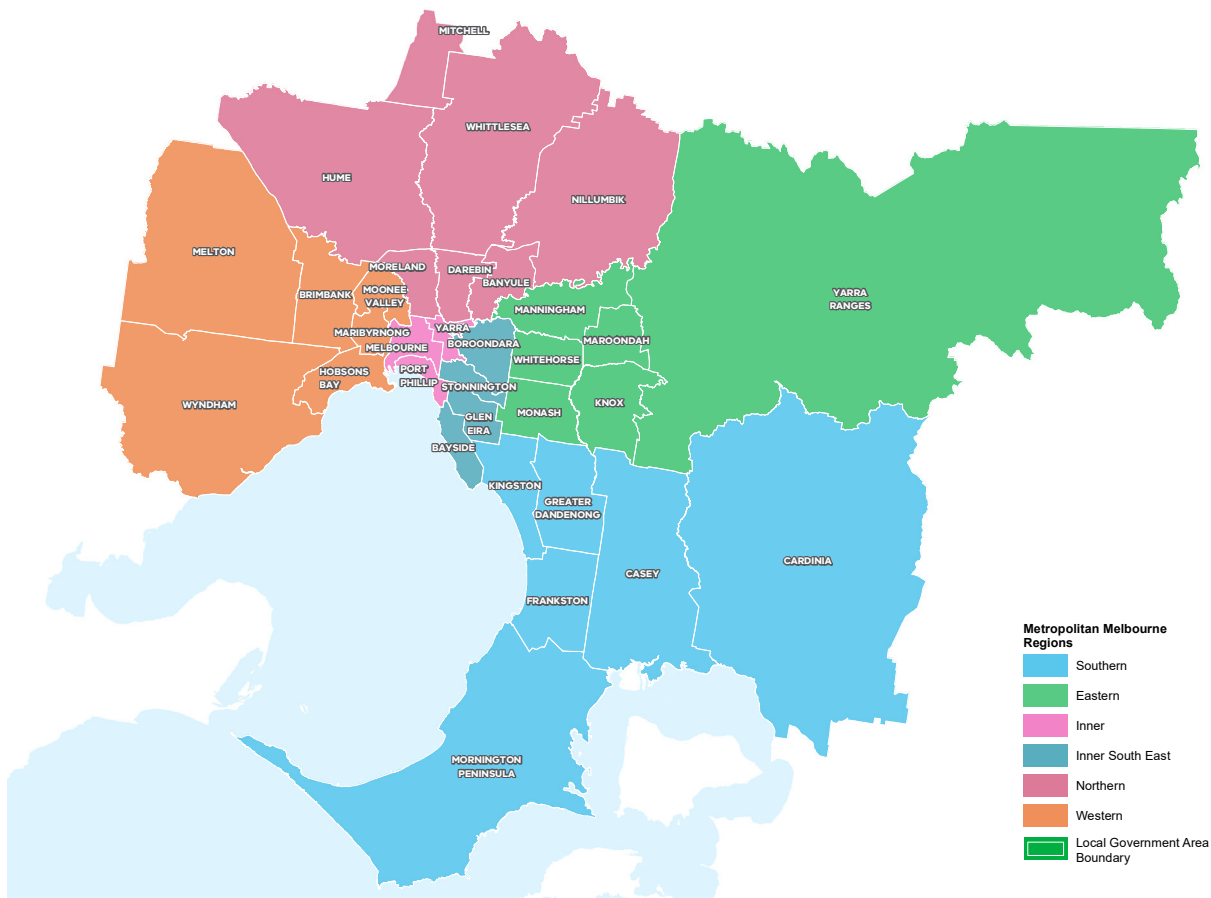 MITCHELL
WHITTLESEA
HUME
NILLUMBIK
MELTON
MORELAND
DAREBIN
BANYULE
MOONEE
VALLEY
BRIMBANK
MANNINGHAM
YARRA
RANGES
MARIBYRNONG
YARRA
MELBOURNE
BOROONDARA
MAROONDAH
WHITEHORSE
HOBSONS
BAY
PORT
PHILLIP
STONNINGTON
WYNDHAM
GLEN
EIRA
MONASH
KNOX
BAYSIDE
KINGSTON
GREATER
DANDENONG
CASEY
CARDINIA
FRANKSTON
MORNINGTON
PENINSULA
Metropolitan Melbourne
Regions
Southern
Eastern
Inner
Inner South East
Northern
Western
Local Government Area
Boundary